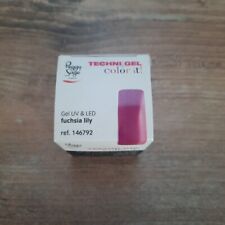 Peggy
Sage
TECHNI GEL
color it!
Gel UV & LED
fuchsia lily
ref. 146792